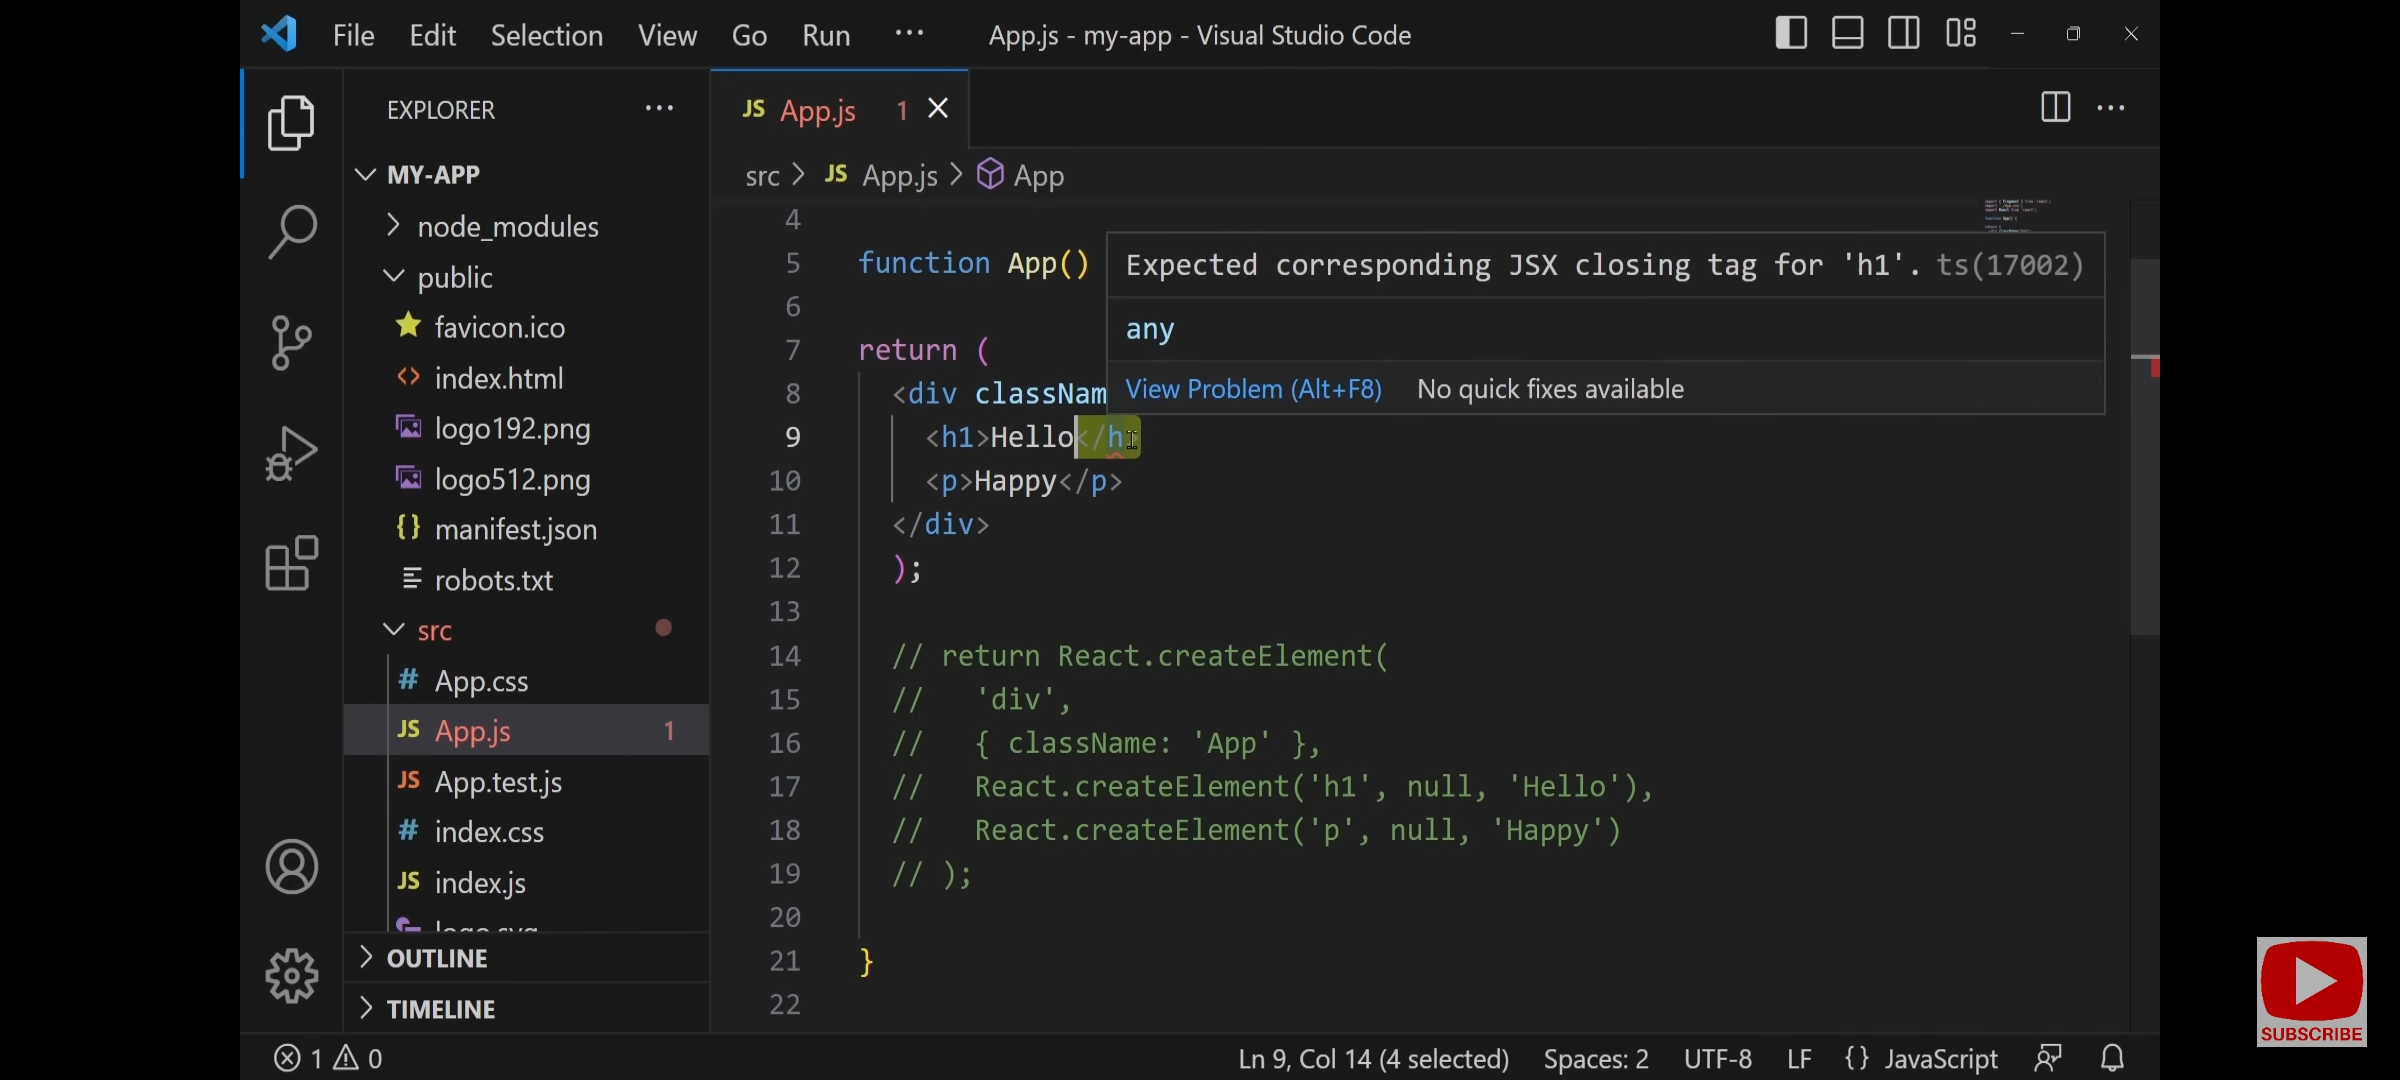 File Edit Selection View Go Run ... App.js - my-app - Visual Studio Code
EXPLORER ...
JS App.js 1
MY-APP
src > JS App.js > App
node_modules
public
favicon.ico
index.html
logo192.png
logo512.png
manifest.json
robots.txt
src
# App.css
JS App.js 1
JS App.test.js
# index.css
JS index.js
OUTLINE
TIMELINE
4
5 function App()
6
7 return (
8 <div classNam
9 <h1>Hello</h>
10 <p>Happy</p>
11 </div>
12 );
13
14 // return React.createElement(
15 // 'div',
16 // { className: 'App' },
17 // React.createElement('h1', null, 'Hello'),
18 // React.createElement('p', null, 'Happy')
19 // );
20
21 }
22
Expected corresponding JSX closing tag for 'h1'. ts(17002)
any
View Problem (Alt+F8) No quick fixes available
1 0 Ln 9, Col 14 (4 selected) Spaces: 2 UTF-8 LF {} JavaScript
SUBSCRIBE